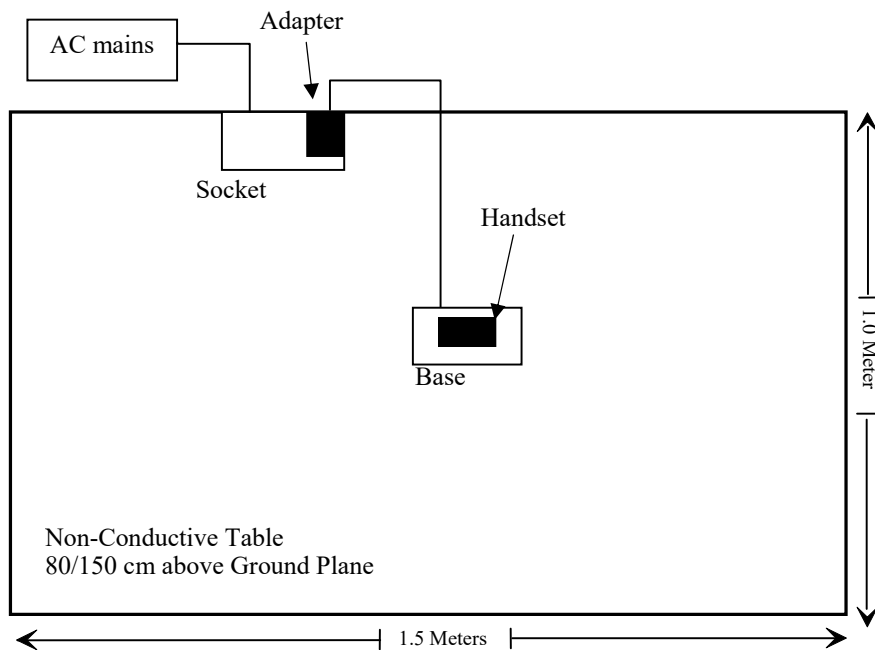 Adapter
AC mains
Socket
Handset
Base
1.0 Meter
Non-Conductive Table
80/150 cm above Ground Plane
1.5 Meters